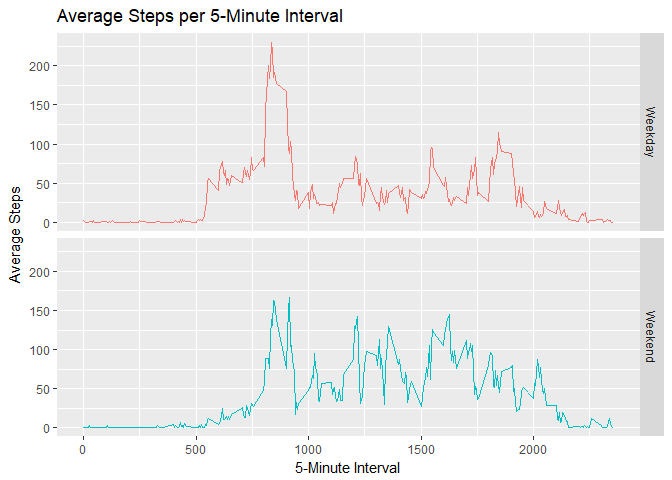 Average Steps per 5-Minute Interval
Average Steps
200
150
100
50
0
Weekday
200
150
100
50
0
Weekend
0 500 1000 1500 2000
5-Minute Interval